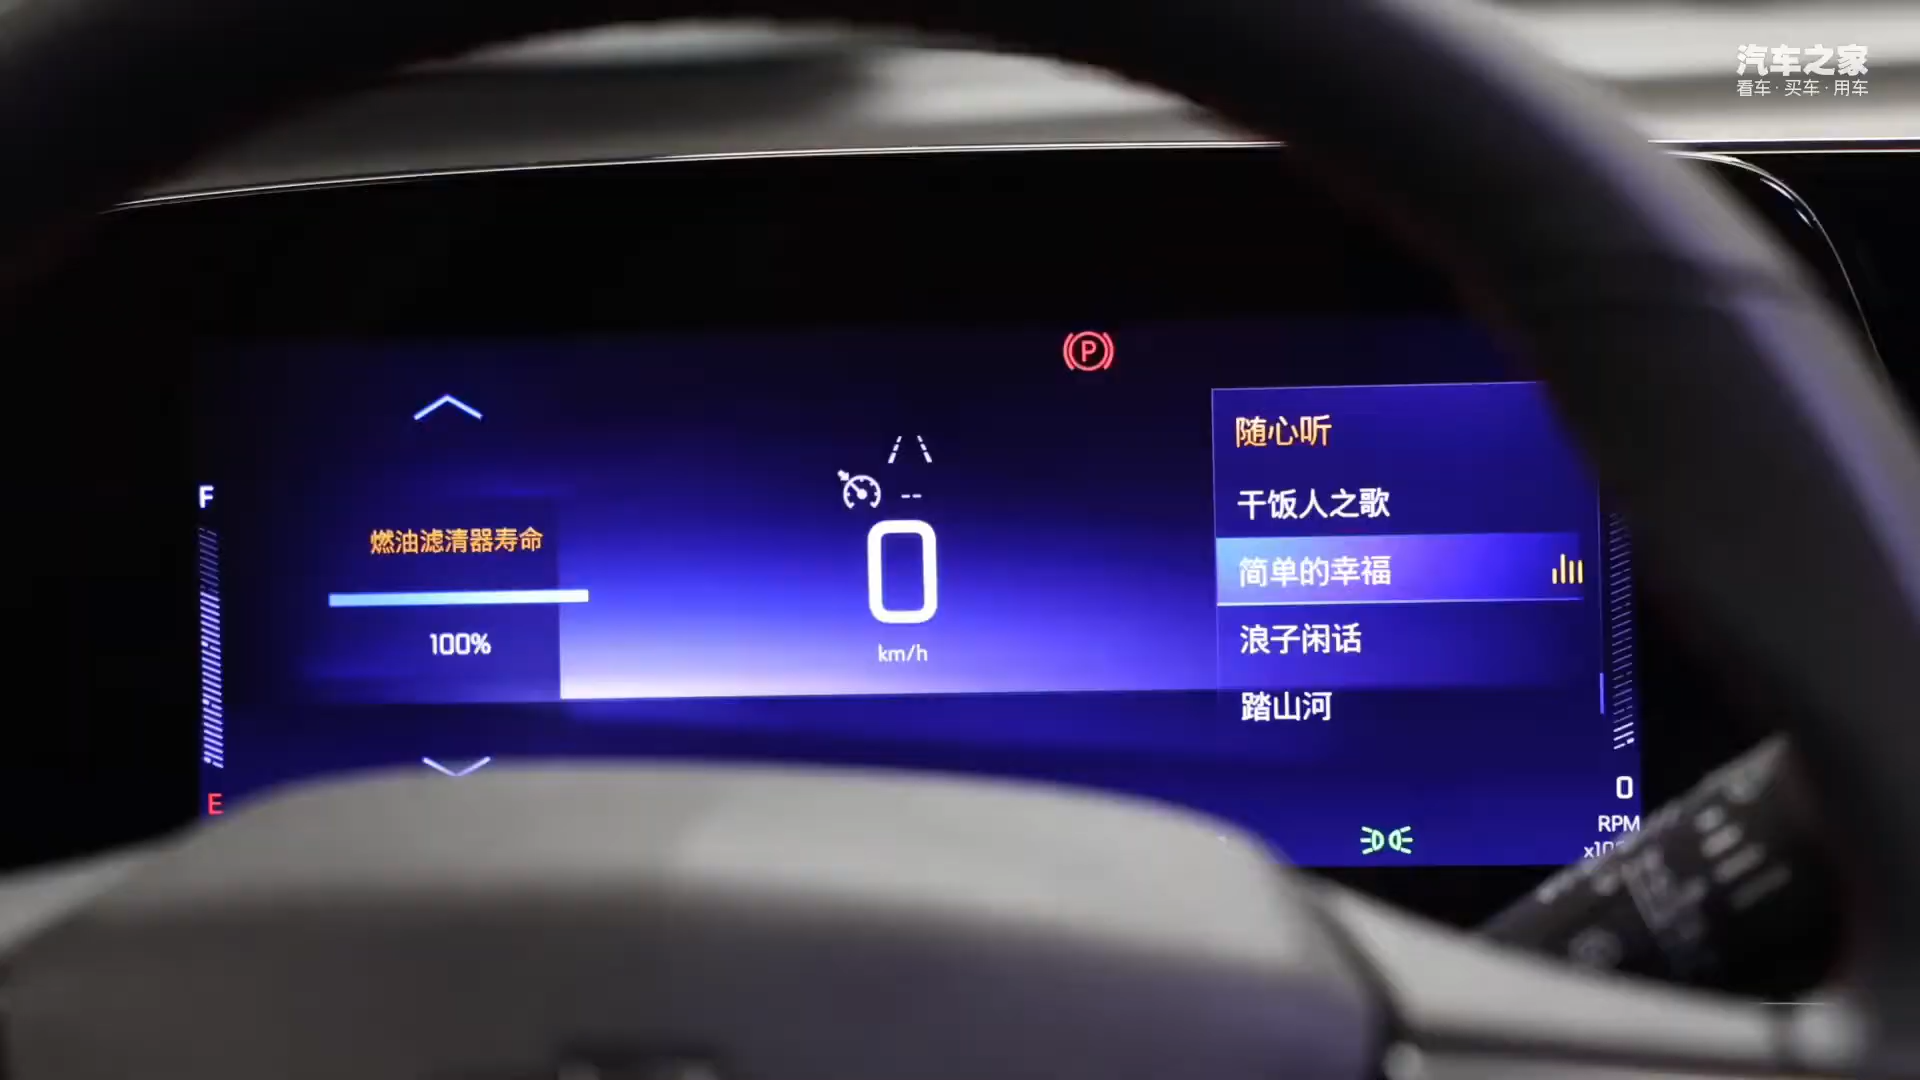 汽车之家
看车·买车·用车
P
F
燃油滤清器寿命
100%
E
--
0
km/h
随心听
干饭人之歌
简单的幸福
浪子闲话
踏山河
0
RPM